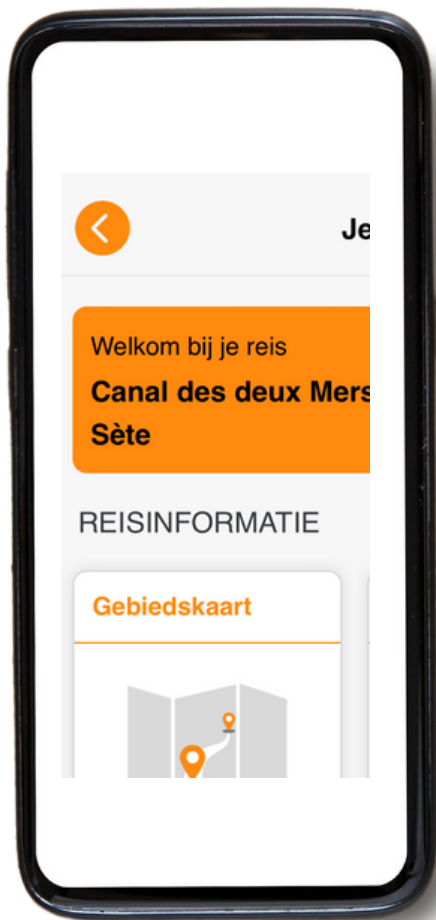 Je
Welkom bij je reis
Canal des deux Mers
Sète
REISINFORMATIE
Gebiedskaart